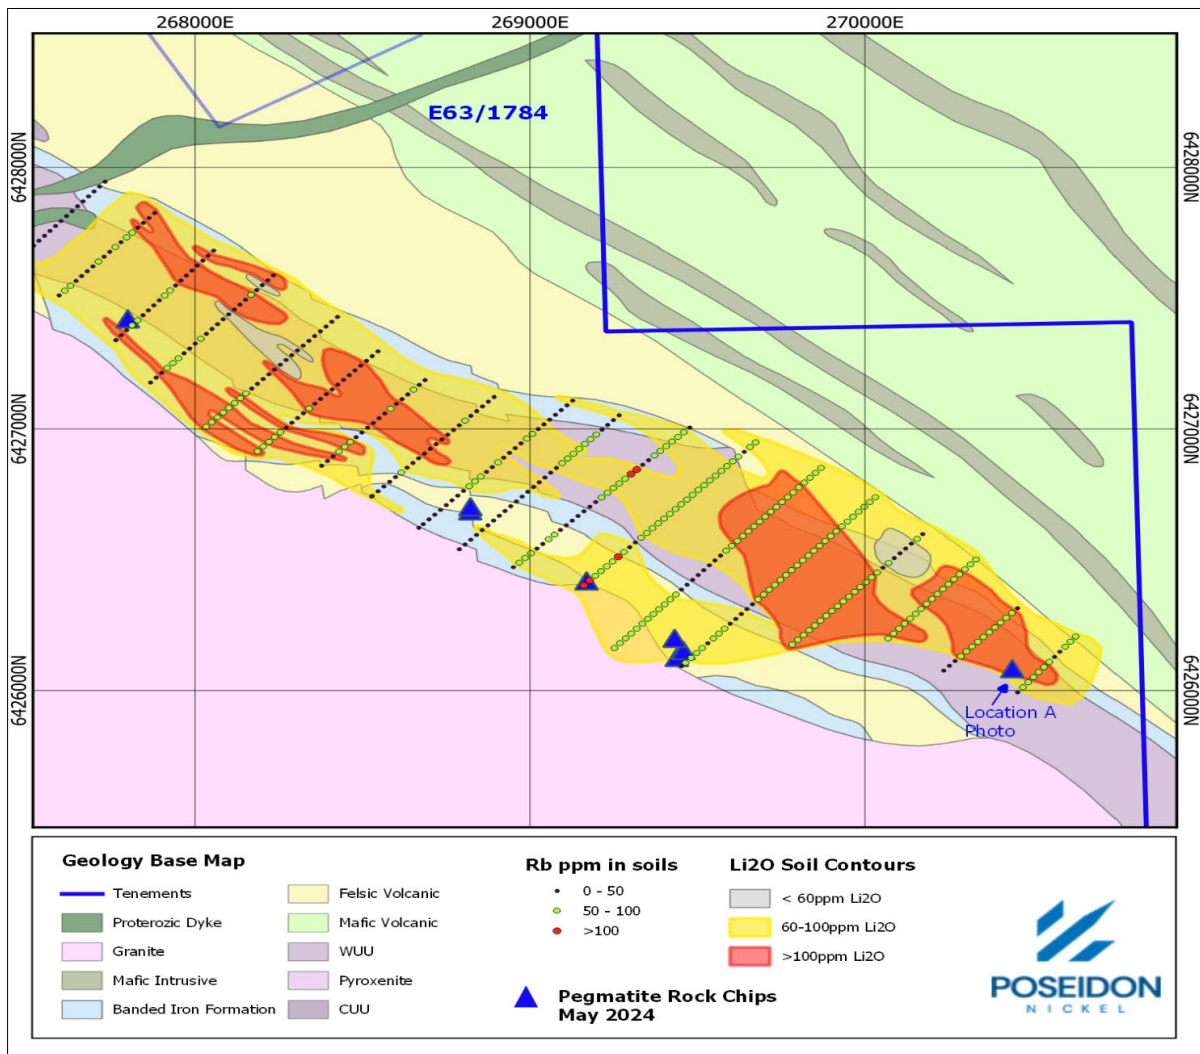 268000E
269000E
270000E
E63/1784
6428000N
6428000N
6427000N
6427000N
6426000N
6426000N
Location A
Photo
Geology Base Map
Tenements
Proterozic Dyke
Granite
Mafic Intrusive
Banded Iron Formation
Felsic Volcanic
Mafic Volcanic
WUU
Pyroxenite
CUU
Rb ppm in soils
0 - 50
50 - 100
>100
Pegmatite Rock Chips
May 2024
Li2O Soil Contours
< 60ppm Li2O
60-100ppm Li2O
>100ppm Li2O
POSEIDON
NICKEL